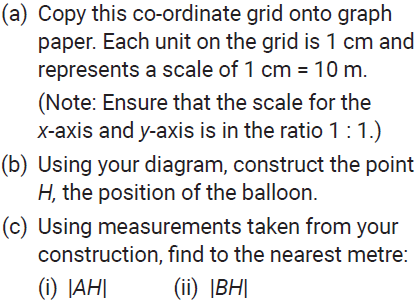 (a) Copy this co-ordinate grid onto graph
paper. Each unit on the grid is 1 cm and
represents a scale of 1 cm = 10 m.
(Note: Ensure that the scale for the
x-axis and y-axis is in the ratio 1 : 1.)
(b) Using your diagram, construct the point
H, the position of the balloon.
(c) Using measurements taken from your
construction, find to the nearest metre:
(i) |AH| (ii) |BH|